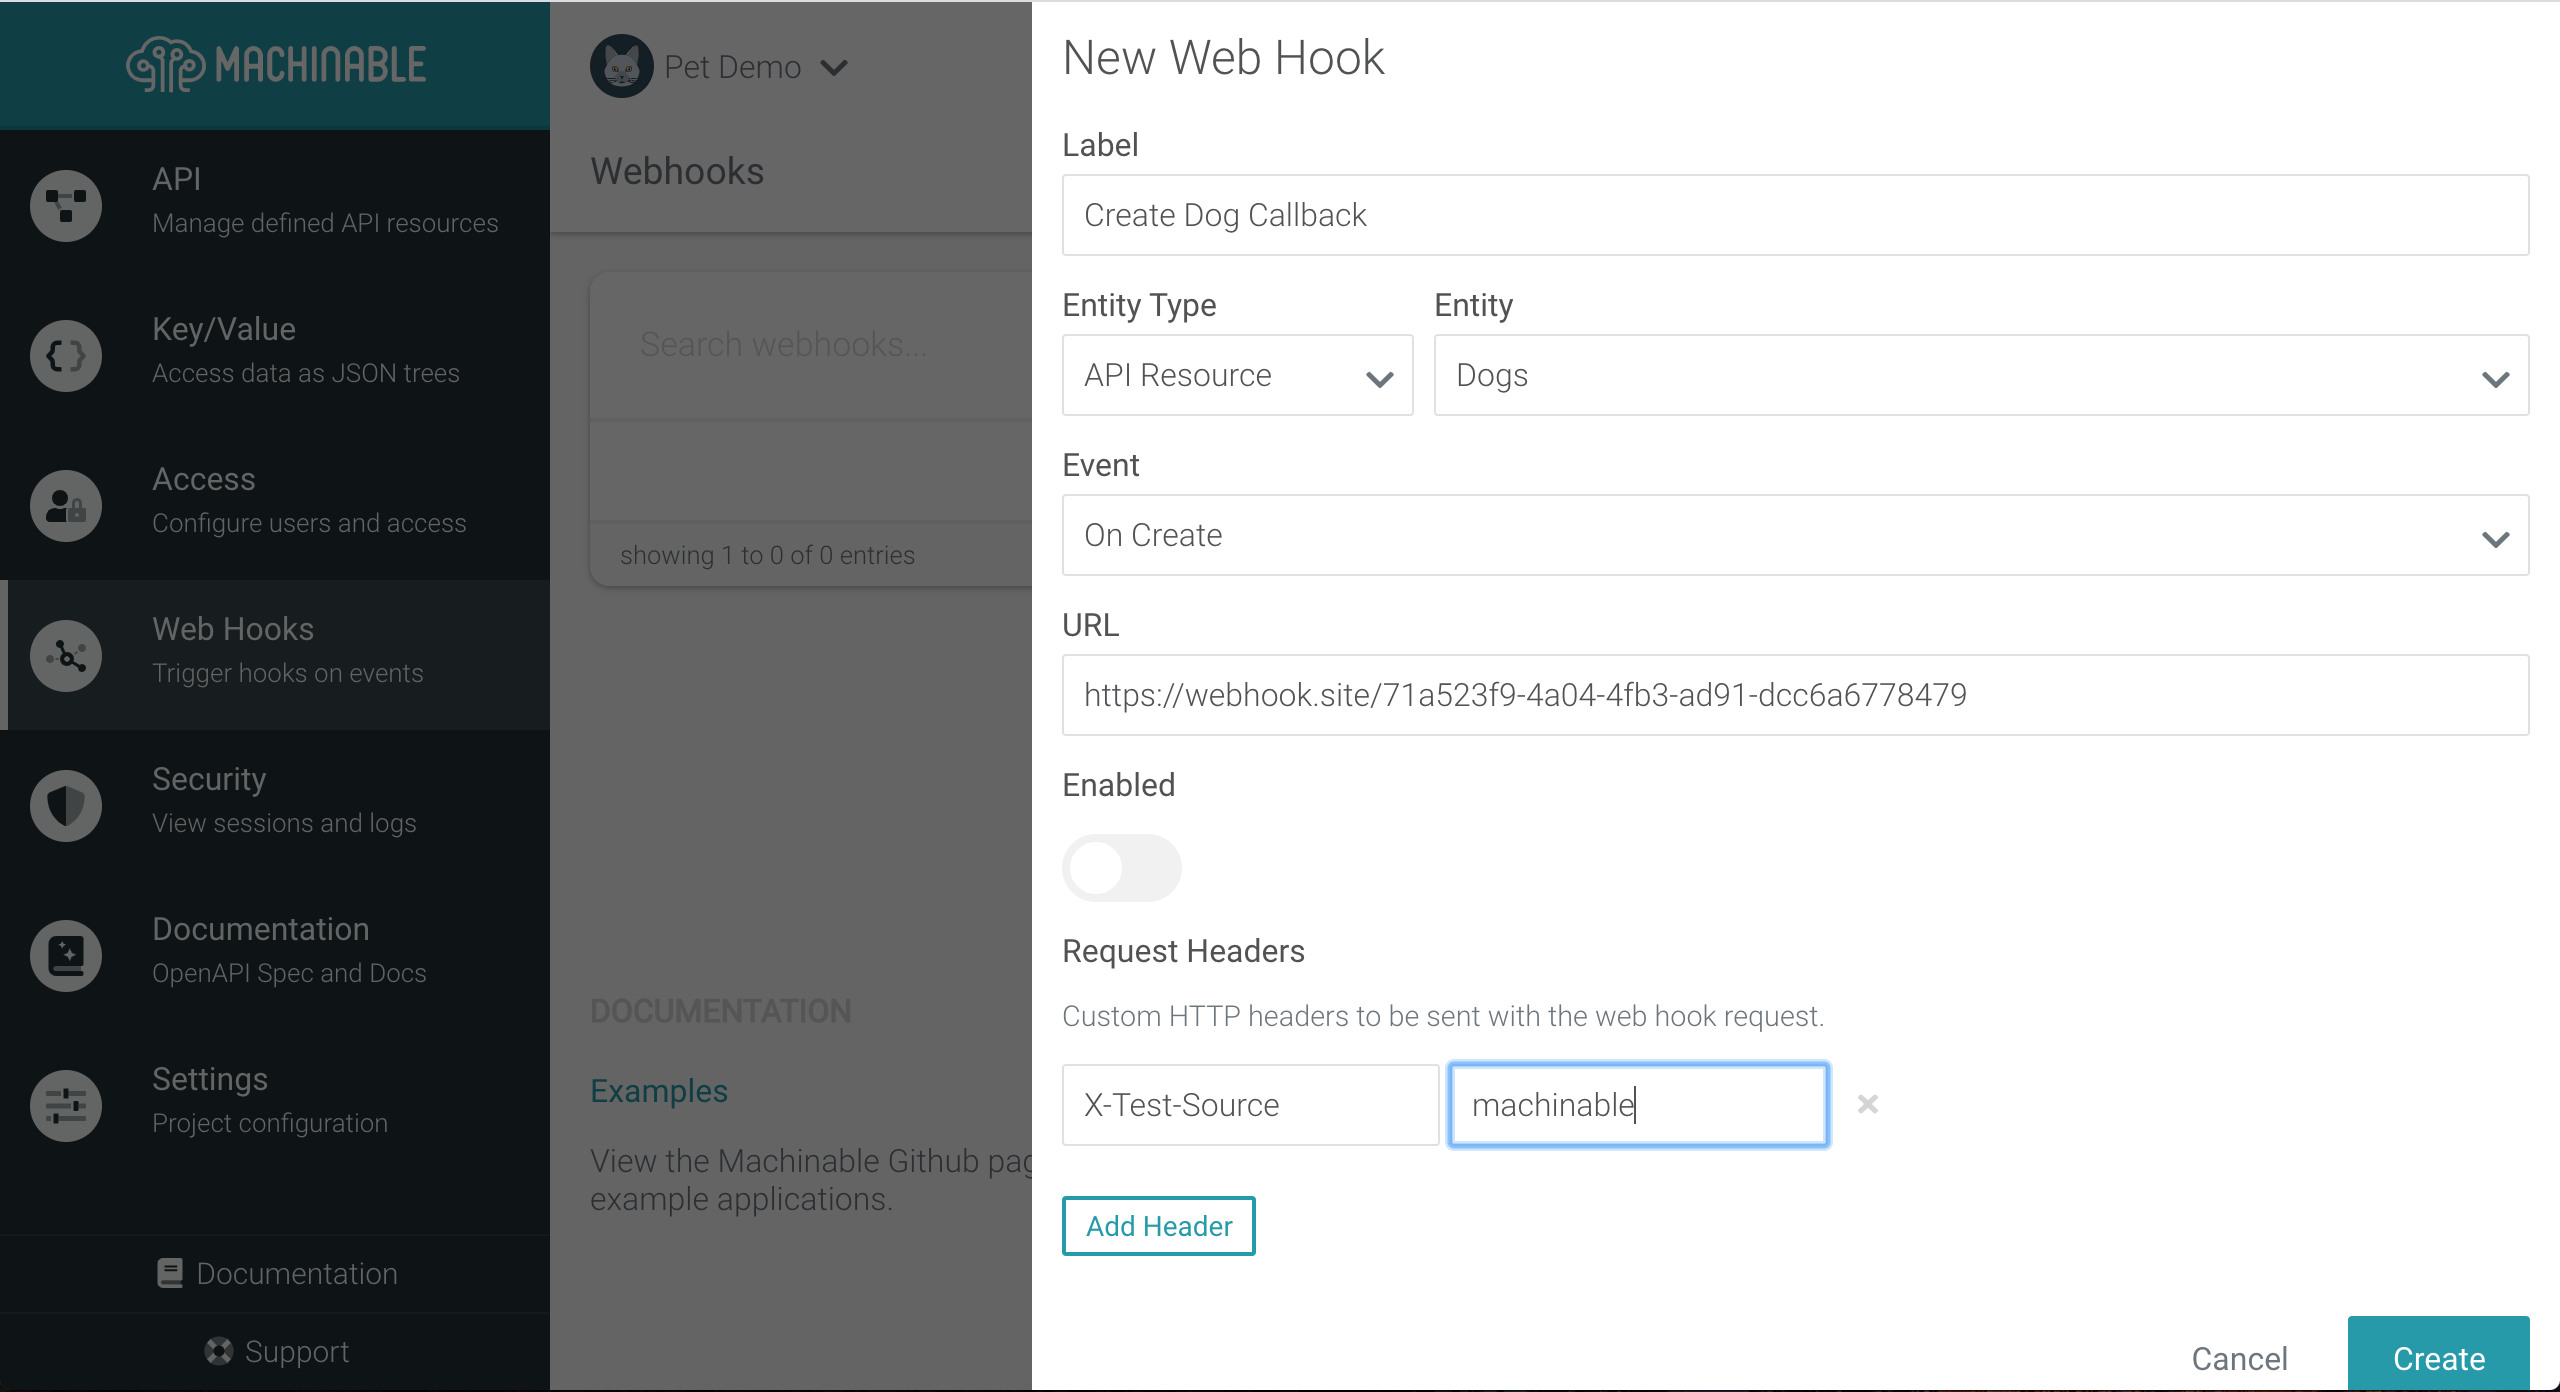 MACHINABLE
API
Manage defined API resources
Key/Value
Access data as JSON trees
Access
Configure users and access
Web Hooks
Trigger hooks on events
Security
View sessions and logs
Documentation
OpenAPI Spec and Docs
Settings
Project configuration
Documentation
Support
Pet Demo
Webhooks
Search webhooks...
showing 1 to 0 of 0 entries
DOCUMENTATION
Examples
View the Machinable Github pag
example applications.
New Web Hook
Label
Create Dog Callback
Entity Type Entity
API Resource Dogs
Event
On Create
URL
https://webhook.site/71a523f9-4a04-4fb3-ad91-dcc6a6778479
Enabled
Request Headers
Custom HTTP headers to be sent with the web hook request.
X-Test-Source machinable
Add Header
Cancel Create